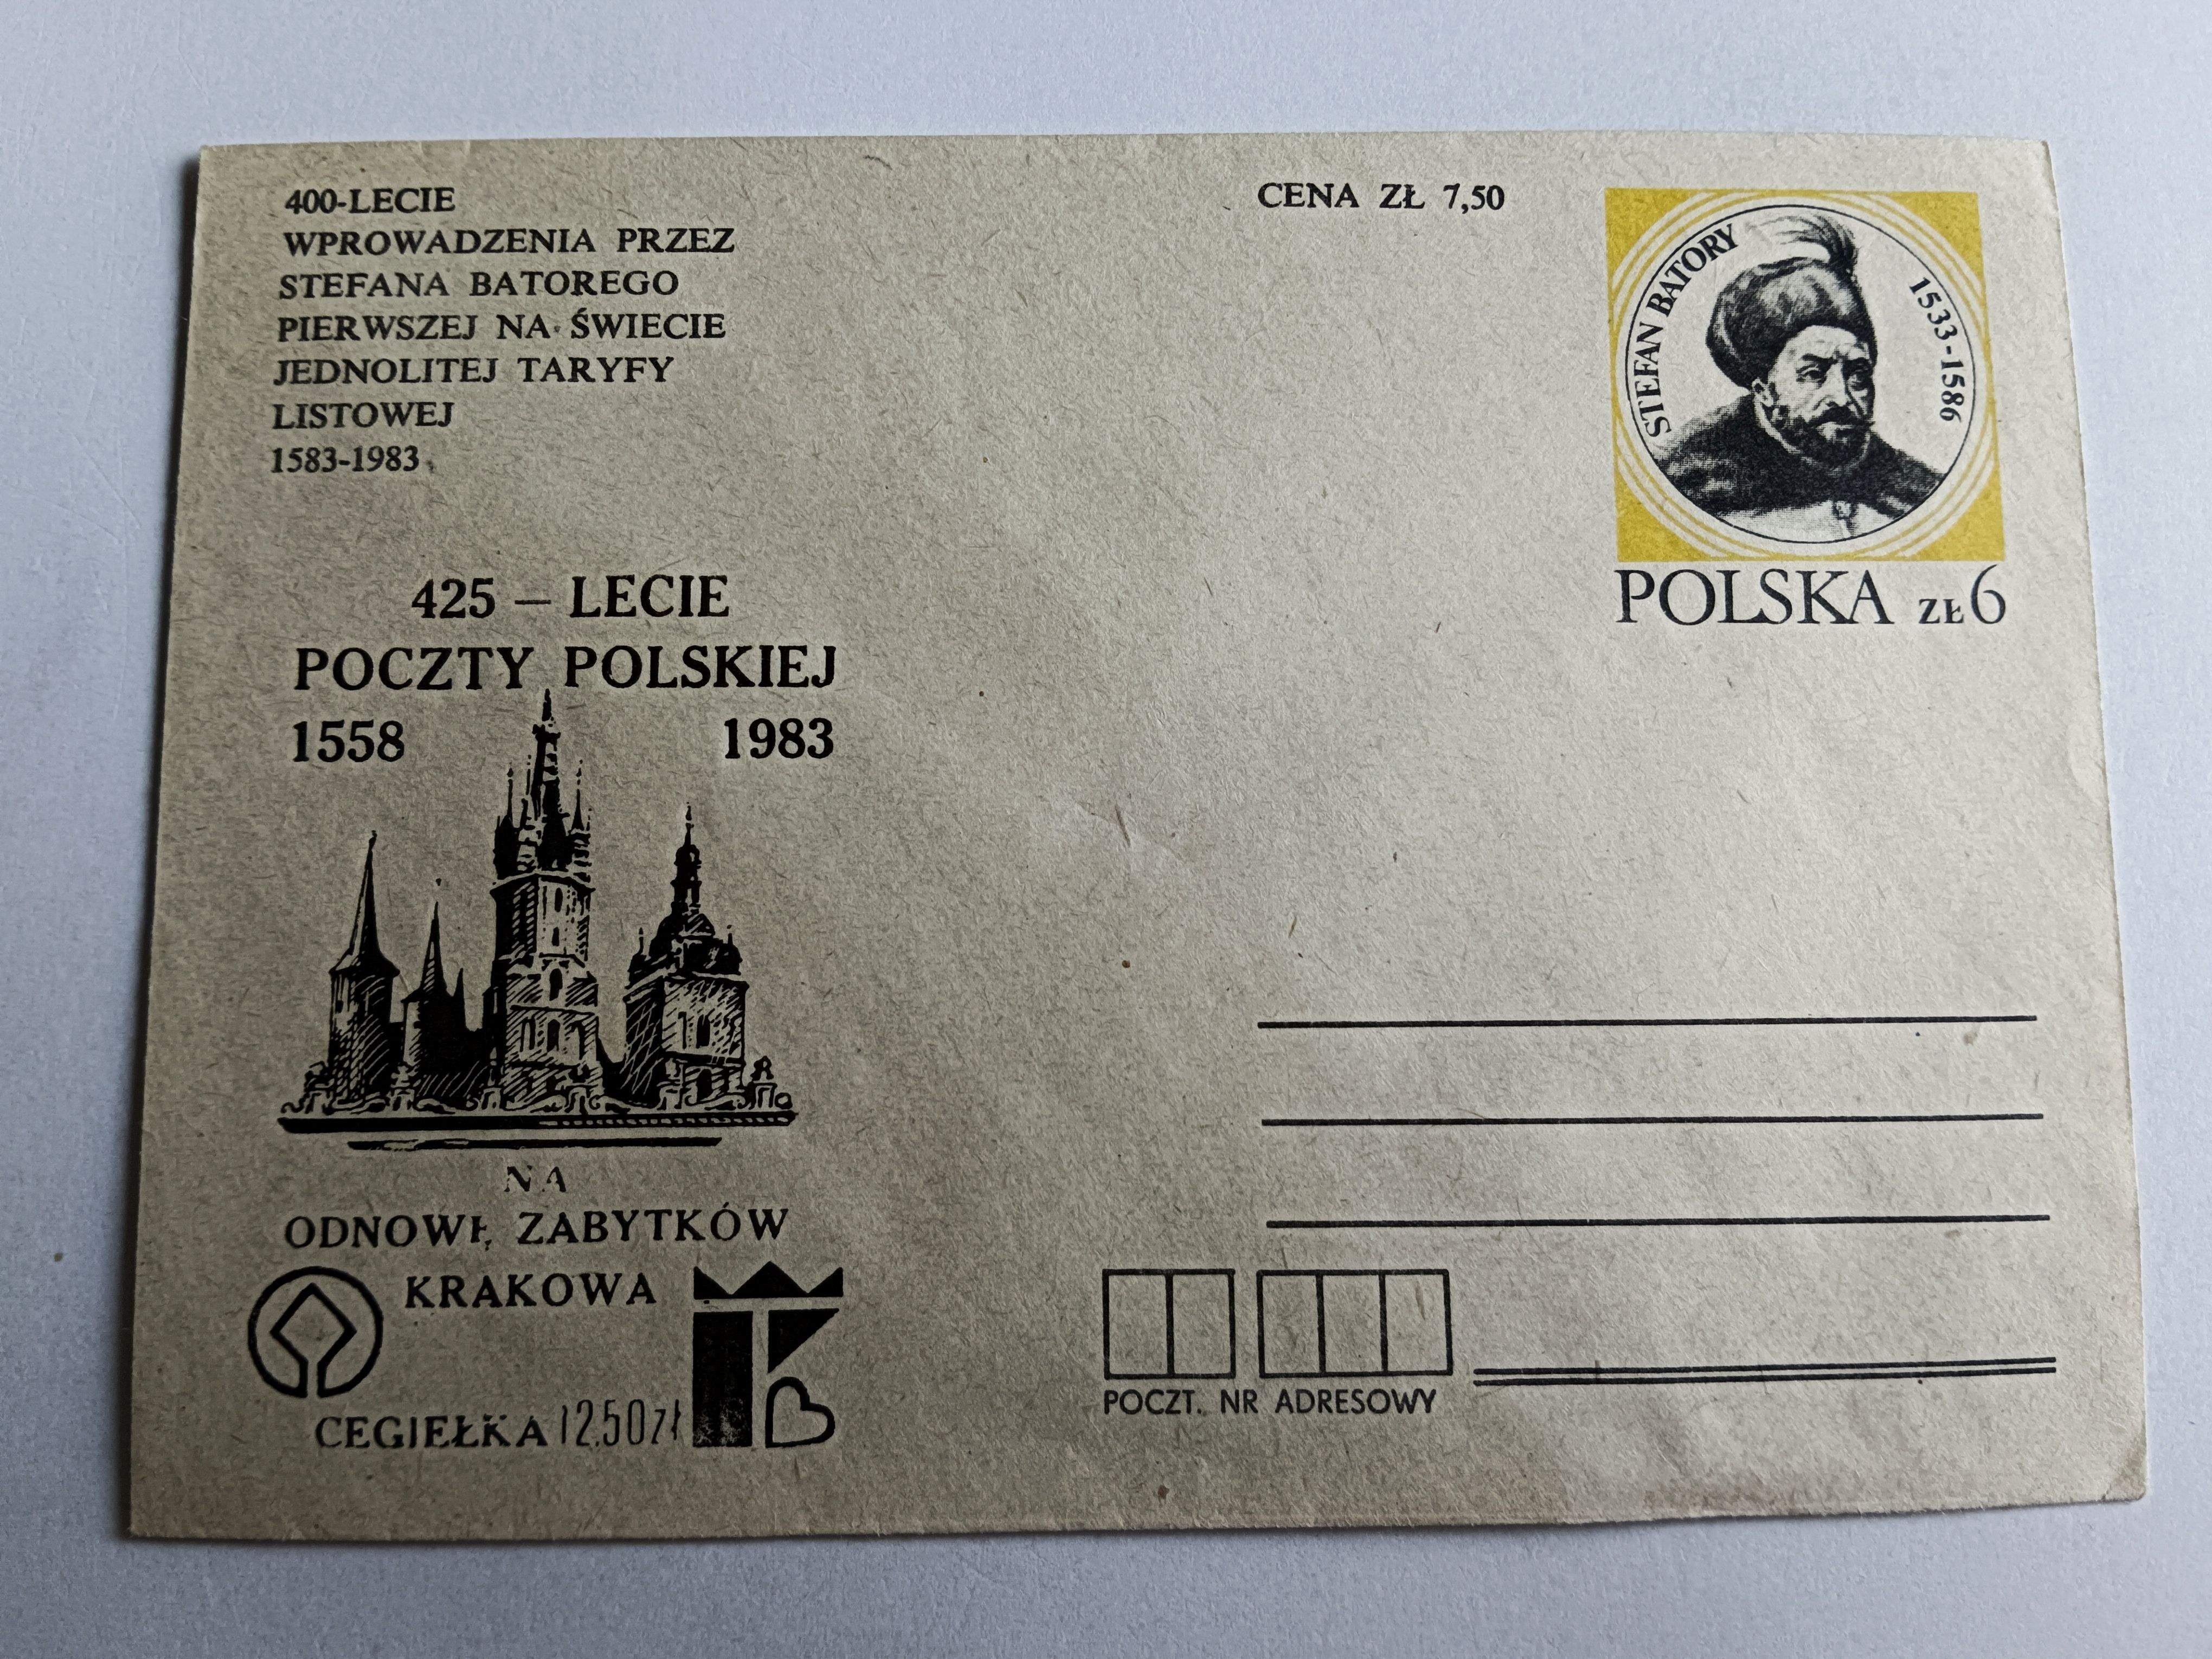 400-LECIE
WPROWADZENIA PRZEZ
STEFANA BATOREGO
PIERWSZEJ NA ŚWIECIE
JEDNOLITEJ TARYFY
LISTOWEJ
1583-1983
CENA ZŁ 7,50
STEFAN BATORY
1533-1586
POLSKA ZŁ 6
425 – LECIE
POCZTY POLSKIEJ
1558 1983
NA
ODNOWĘ ZABYTKÓW
KRAKOWA
CEGIEŁKA 12,50 zł
POCZT. NR ADRESOWY